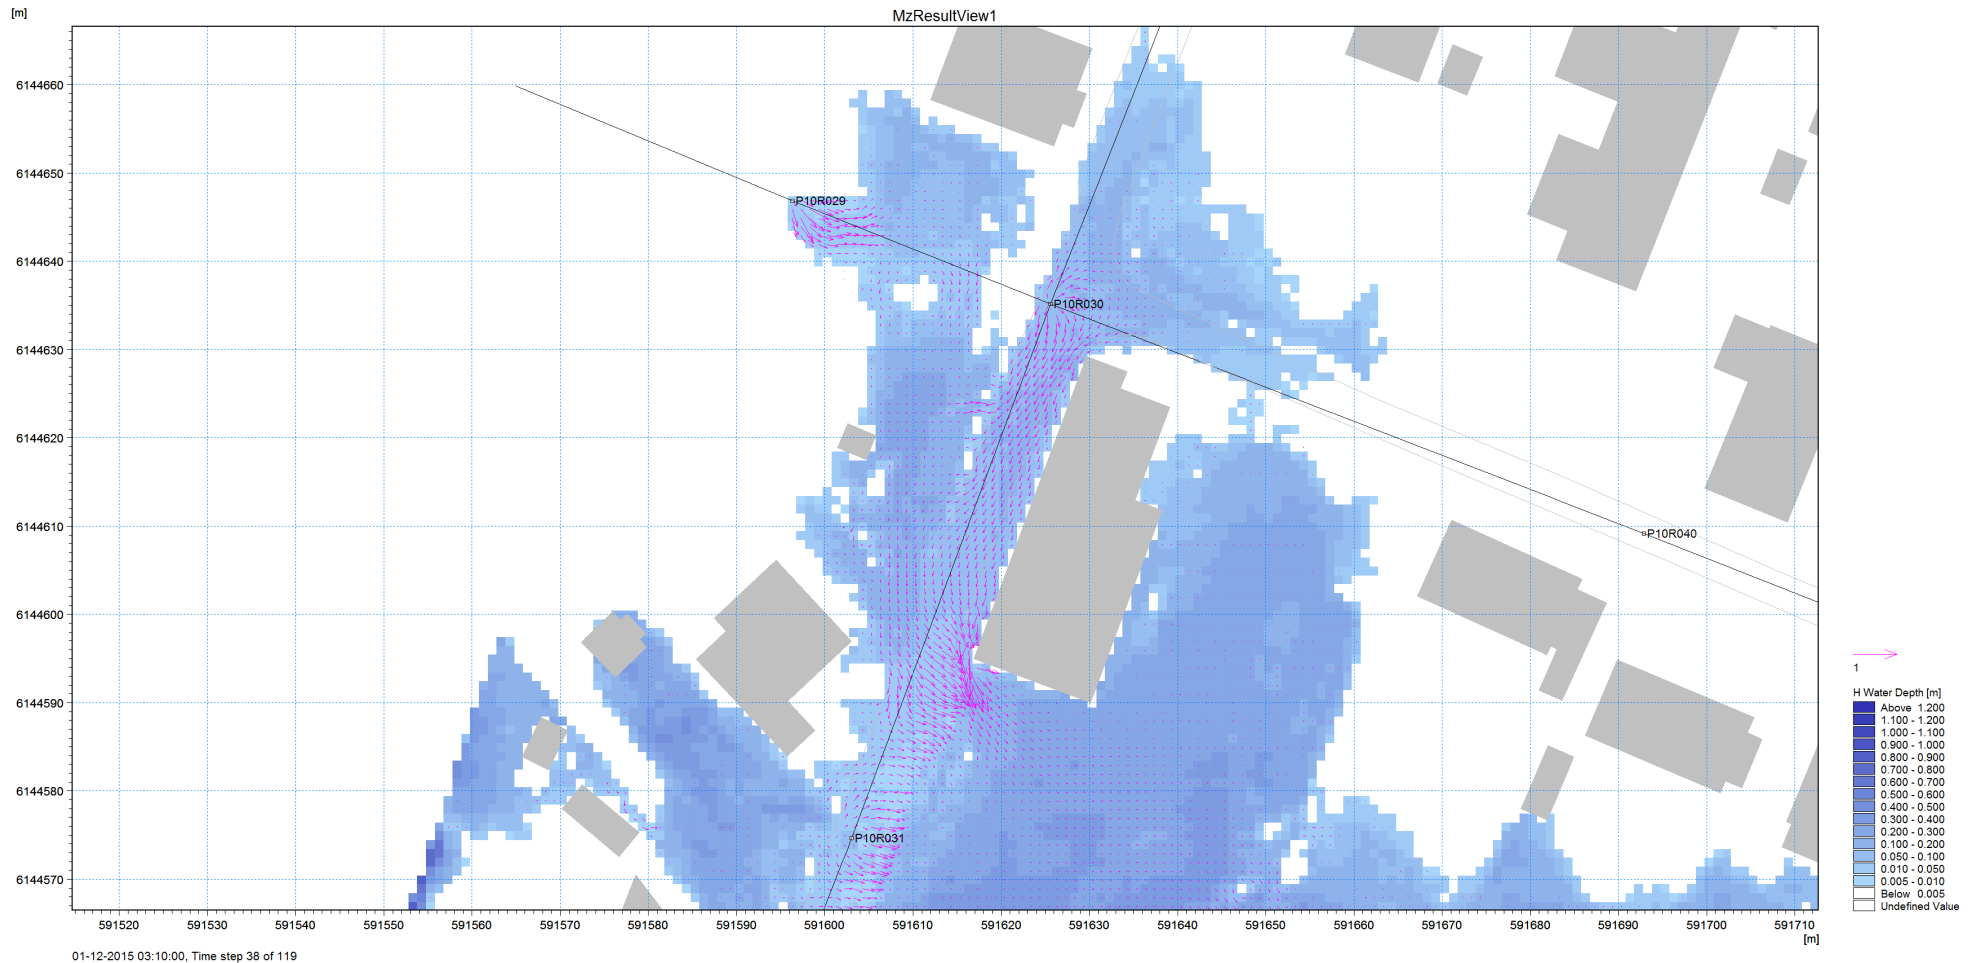 MzResultView1
[m]
6144660
6144650
6144640
6144630
6144620
6144610
6144600
6144590
6144580
6144570
P10R029
P10R030
P10R040
P10R031
1
H Water Depth [m]
Above 1.200
1.100 - 1.200
1.000 - 1.100
0.900 - 1.000
0.800 - 0.900
0.700 - 0.800
0.600 - 0.700
0.500 - 0.600
0.400 - 0.500
0.300 - 0.400
0.200 - 0.300
0.100 - 0.200
0.050 - 0.100
0.010 - 0.050
0.005 - 0.010
Below 0.005
Undefined Value
591520 591530 591540 591550 591560 591570 591580 591590 591600 591610 591620 591630 591640 591650 591660 591670 591680 591690 591700 591710
[m]
01-12-2015 03:10:00, Time step 38 of 119